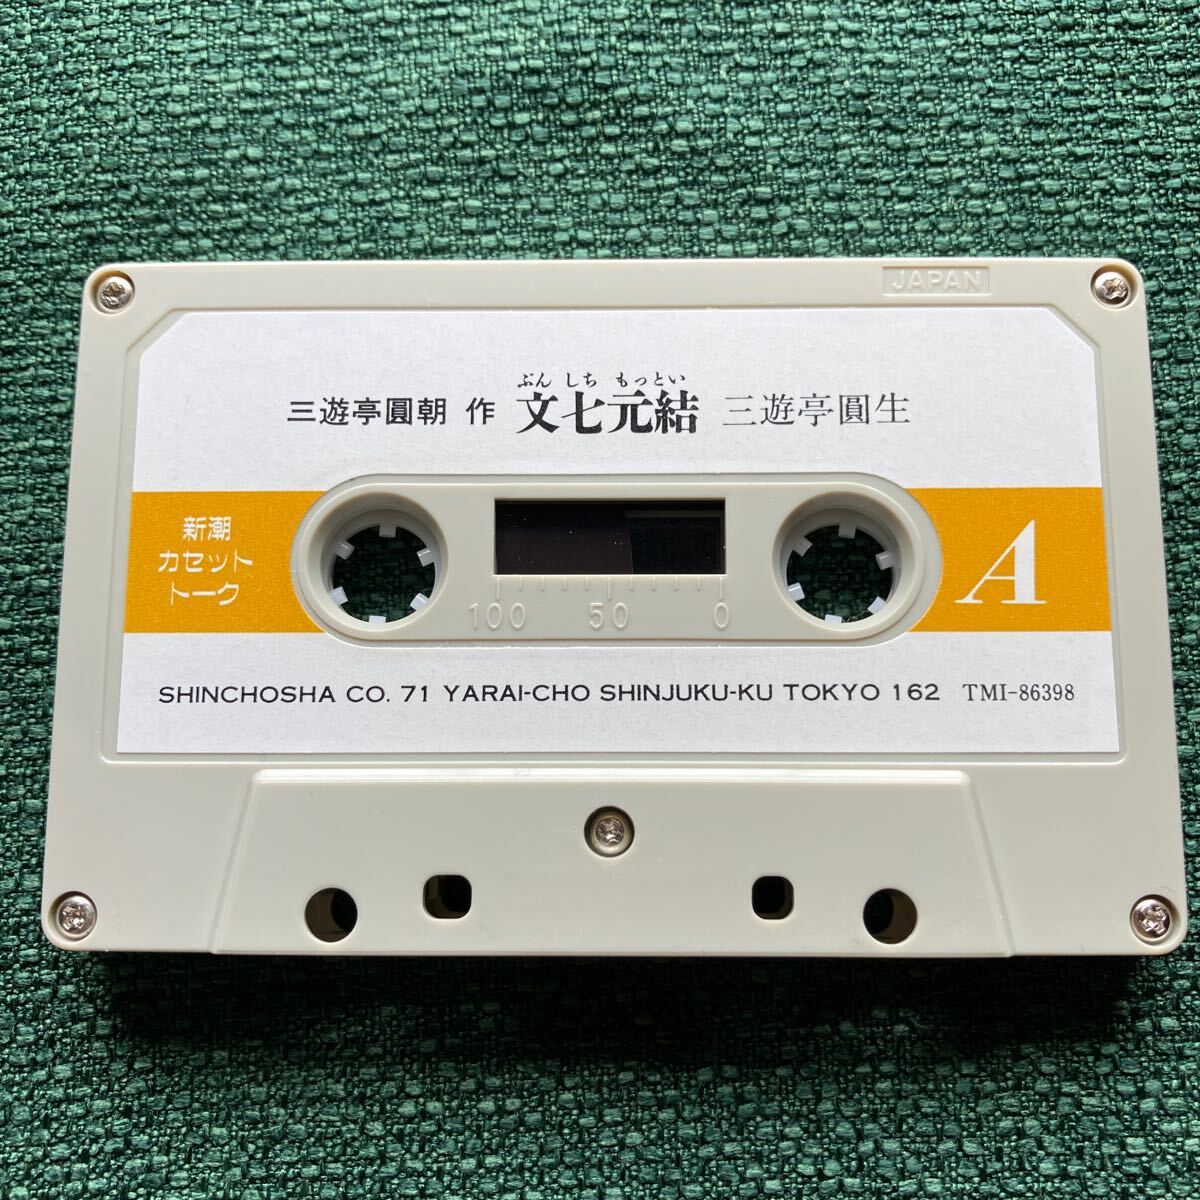 JAPAN
ぶん しち もっとい
三遊亭圓朝 作 文七元結 三遊亭圓生
新潮
カセット
トーク
A
100 50 0
SHINCHOSHA CO. 71 YARAI-CHO SHINJUKU-KU TOKYO 162 TMI-86398